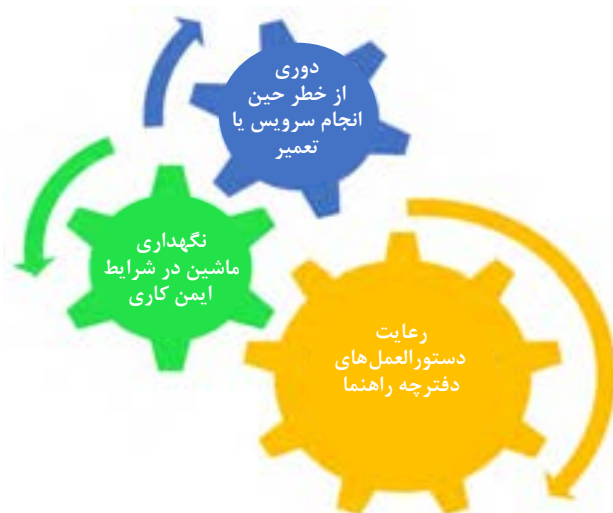 دوری
از خطر حین
انجام سرویس یا
تعمیر
نگهداری
ماشین در شرایط
ایمن کاری
رعایت
دستورالعمل‌های
دفترچه راهنما